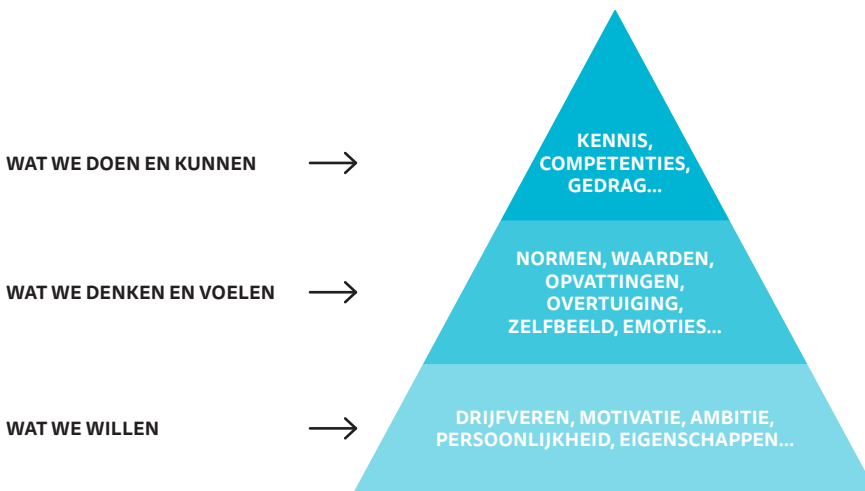 KENNIS,
WAT WE DOEN EN KUNNEN
COMPETENTIES,
GEDRAG...
NORMEN, WAARDEN,
OPVATTINGEN,
WAT WE DENKEN EN VOELEN
OVERTUIGING,
ZELFBEELD, EMOTIES...
DRIJFVEREN, MOTIVATIE, AMBITIE,
WAT WE WILLEN
PERSOONLIJKHEID, EIGENSCHAPPEN...